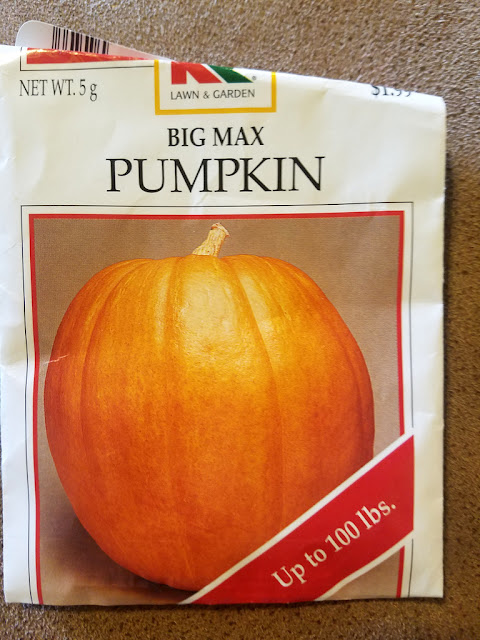 NET WT. 5 g
LAWN & GARDEN
BIG MAX
PUMPKIN
Up to 100 lbs.